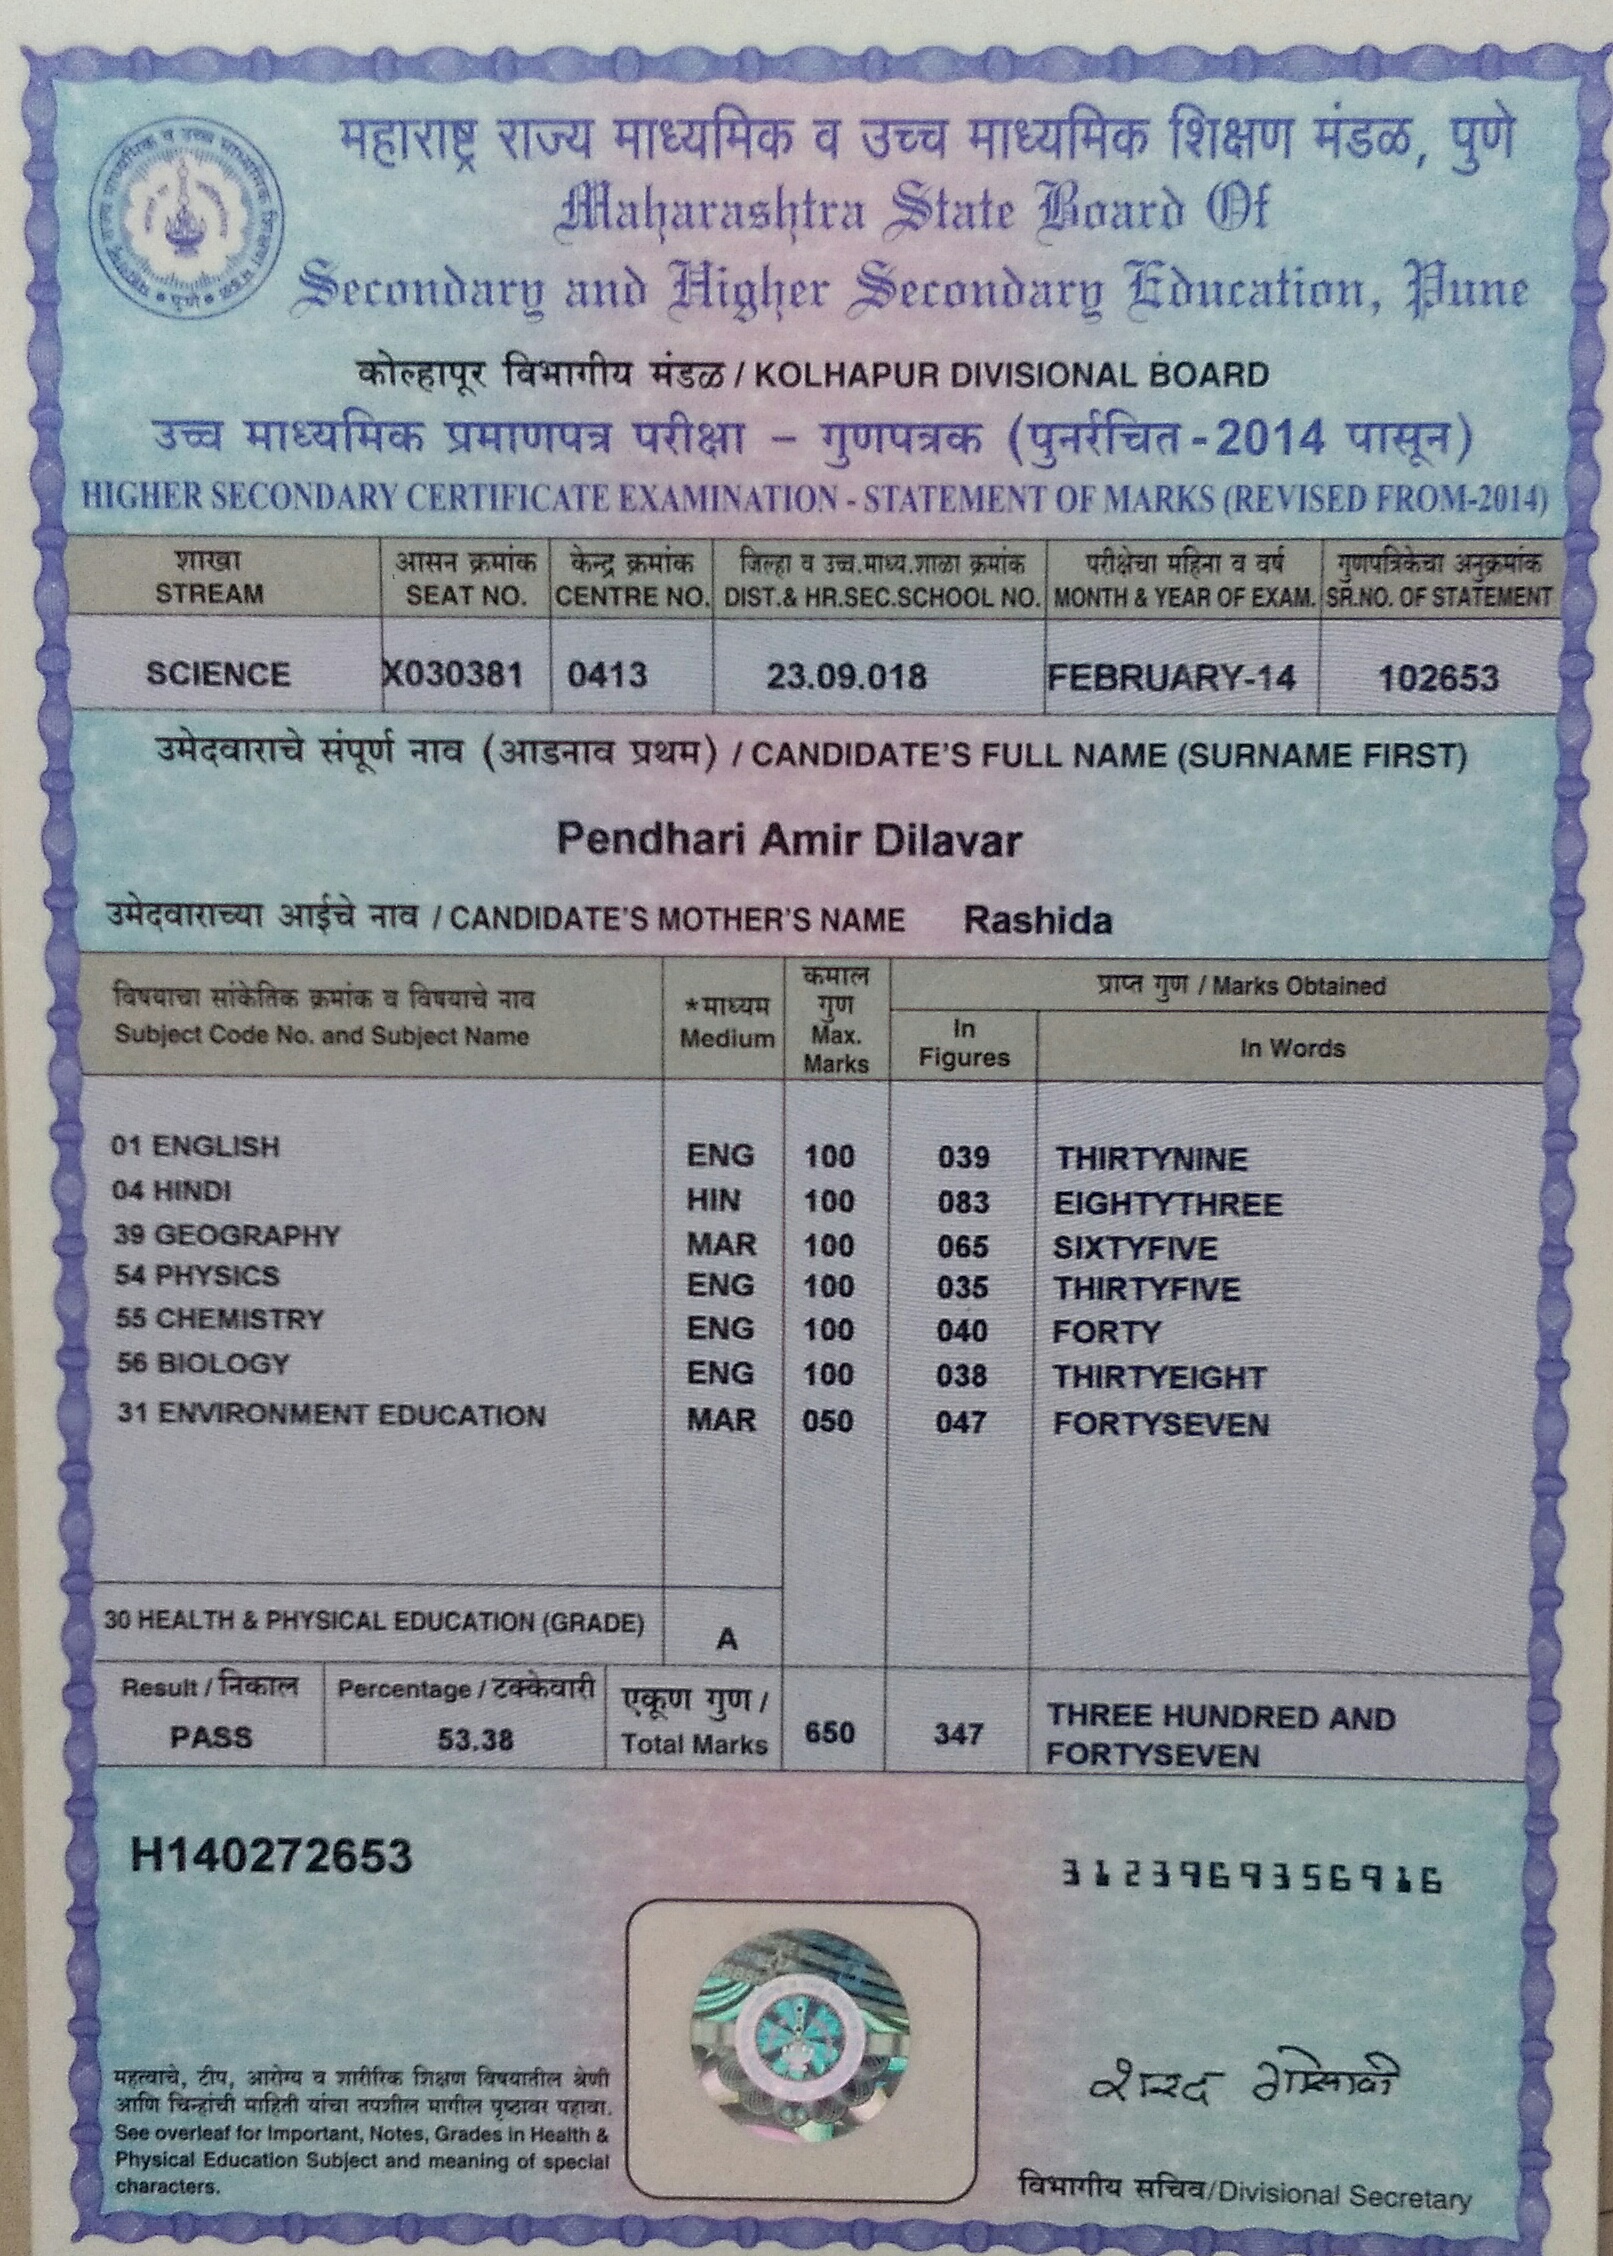 महाराष्ट्र राज्य माध्यमिक व उच्च माध्यमिक शिक्षण मंडळ, पुणे
Maharashtra State Board Of
Secondary and Higher Secondary Education, Pune
कोल्हापूर विभागीय मंडळ / KOLHAPUR DIVISIONAL BOARD
उच्च माध्यमिक प्रमाणपत्र परीक्षा – गुणपत्रक (पुनर्रचित - 2014 पासून)
HIGHER SECONDARY CERTIFICATE EXAMINATION - STATEMENT OF MARKS (REVISED FROM-2014)
शाखा आसन क्रमांक केन्द्र क्रमांक जिल्हा व उच्च.माध्य.शाळा क्रमांक परीक्षेचा महिना व वर्ष गुणपत्रिकेचा अनुक्रमांक
STREAM SEAT NO. CENTRE NO. DIST.& HR.SEC.SCHOOL NO. MONTH & YEAR OF EXAM. SR.NO. OF STATEMENT
SCIENCE X030381 0413 23.09.018 FEBRUARY-14 102653
उमेदवाराचे संपूर्ण नाव (आडनाव प्रथम) / CANDIDATE'S FULL NAME (SURNAME FIRST)
Pendhari Amir Dilavar
उमेदवाराच्या आईचे नाव / CANDIDATE'S MOTHER'S NAME Rashida
विषयाचा सांकेतिक क्रमांक व विषयाचे नाव
Subject Code No. and Subject Name
*माध्यम
Medium
कमाल
गुण
Max.
Marks
प्राप्त गुण / Marks Obtained
In
Figures
In Words
01 ENGLISH ENG 100 039 THIRTYNINE
04 HINDI HIN 100 083 EIGHTYTHREE
39 GEOGRAPHY MAR 100 065 SIXTYFIVE
54 PHYSICS ENG 100 035 THIRTYFIVE
55 CHEMISTRY ENG 100 040 FORTY
56 BIOLOGY ENG 100 038 THIRTYEIGHT
31 ENVIRONMENT EDUCATION MAR 050 047 FORTYSEVEN
30 HEALTH & PHYSICAL EDUCATION (GRADE) A
Result / निकाल
PASS
Percentage / टक्केवारी
53.38
एकूण गुण /
Total Marks
650 347
THREE HUNDRED AND
FORTYSEVEN
H140272653
3123969356916
महत्वाचे, टीप, आरोग्य व शारीरिक शिक्षण विषयातील श्रेणी
आणि चिन्हांची माहिती यांचा तपशील मागील पृष्ठावर पहावा.
See overleaf for Important, Notes, Grades in Health &
Physical Education Subject and meaning of special
characters.
शरद गोसावी
विभागीय सचिव/Divisional Secretary